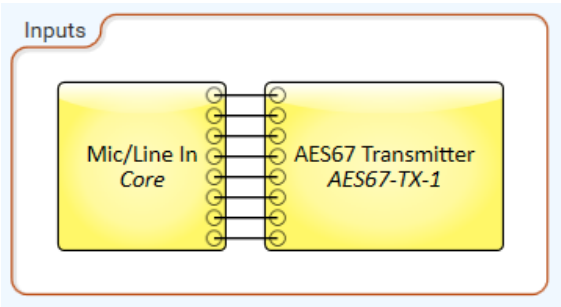 Inputs
Mic/Line In
Core
AES67 Transmitter
AES67-TX-1